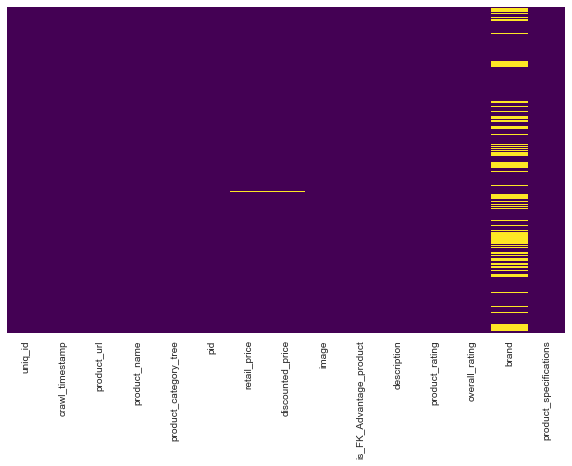 uniq_id
crawl_timestamp
product_url
product_name
product_category_tree
pid
retail_price
discounted_price
image
is_FK_Advantage_product
description
product_rating
overall_rating
brand
product_specifications